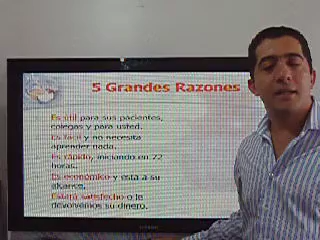 5 Grandes Razones
Es útil para sus pacientes,
colegas y para usted.
Es fácil y no necesita
aprender nada.
Es rápido, iniciando en 72
horas.
Es económico y está a su
alcance.
Estará satisfecho o le
devolvemos su dinero.